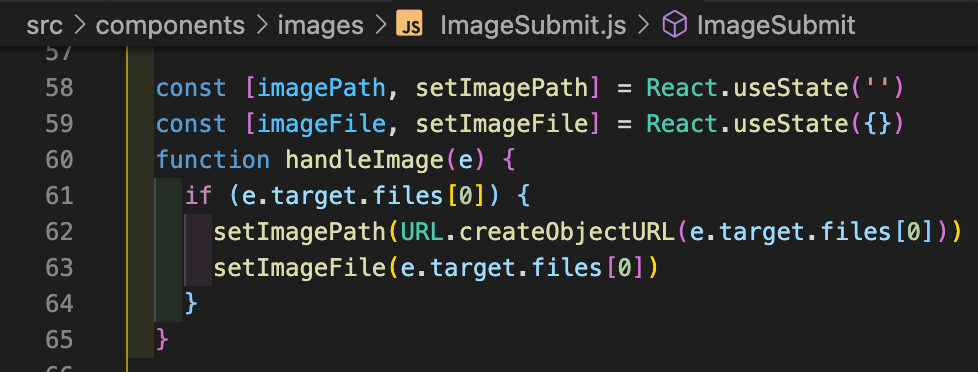 src > components > images > JS ImageSubmit.js > ImageSubmit
57
58 const [imagePath, setImagePath] = React.useState('')
59 const [imageFile, setImageFile] = React.useState({})
60 function handleImage(e) {
61 if (e.target.files[0]) {
62 setImagePath(URL.createObjectURL(e.target.files[0]))
63 setImageFile(e.target.files[0])
64 }
65 }
66